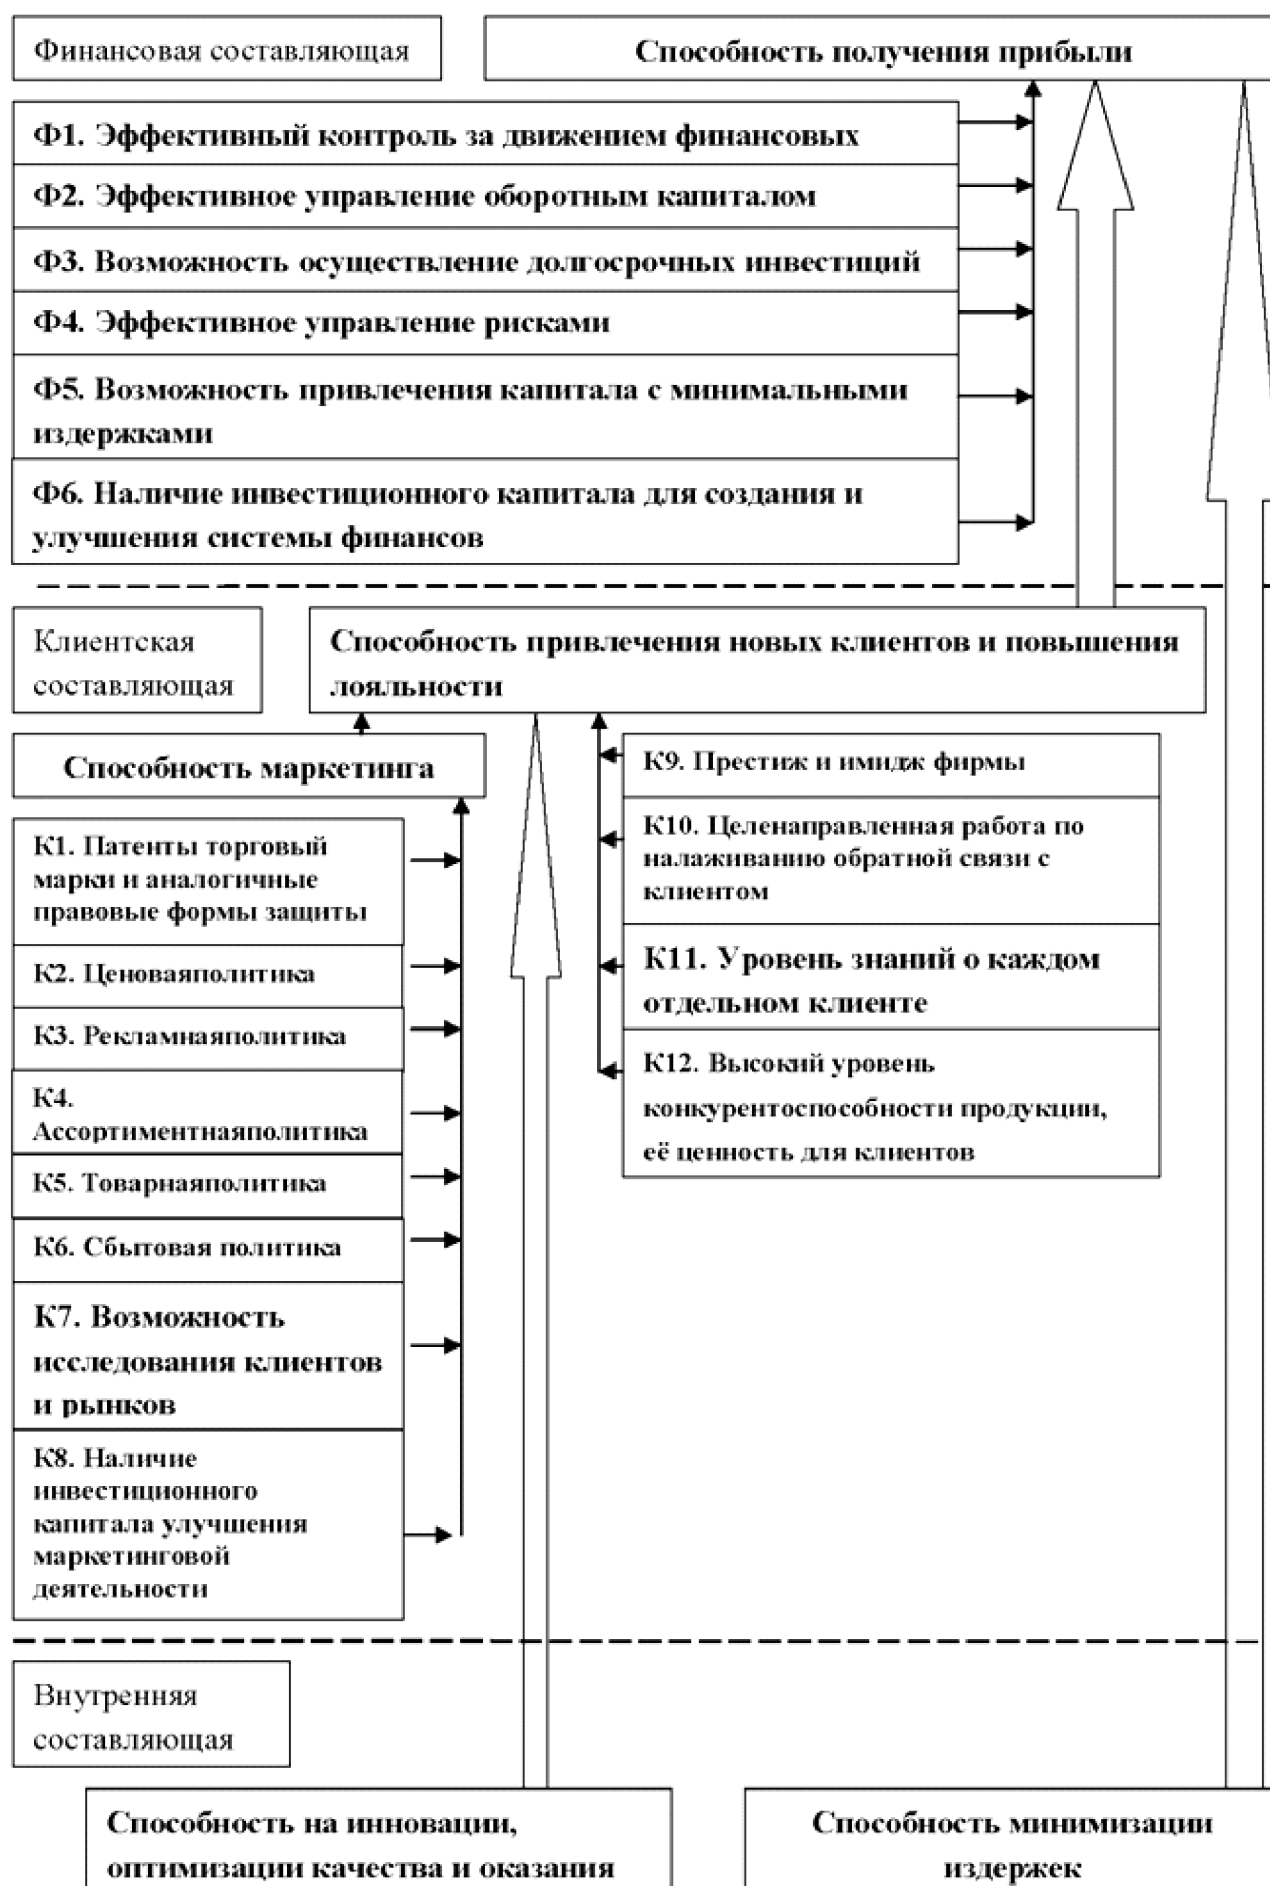 Финансовая составляющая
Способность получения прибыли
Ф1. Эффективный контроль за движением финансовых
Ф2. Эффективное управление оборотным капиталом
Ф3. Возможность осуществление долгосрочных инвестиций
Ф4. Эффективное управление рисками
Ф5. Возможность привлечения капитала с минимальными
издержками
Ф6. Наличие инвестиционного капитала для создания и
улучшения системы финансов
Клиентская
составляющая
Способность привлечения новых клиентов и повышения
лояльности
Способность маркетинга
К1. Патенты торговый
марки и аналогичные
правовые формы защиты
К2. Ценоваяполитика
К3. Рекламнаяполитика
К4.
Ассортиментнаяполитика
К5. Товарнаяполитика
К6. Сбытовая политика
К7. Возможность
исследования клиентов
и рынков
К8. Наличие
инвестиционного
капитала улучшения
маркетинговой
деятельности
К9. Престиж и имидж фирмы
К10. Целенаправленная работа по
налаживанию обратной связи с
клиентом
К11. Уровень знаний о каждом
отдельном клиенте
К12. Высокий уровень
конкурентоспособности продукции,
её ценность для клиентов
Внутренняя
составляющая
Способность на инновации,
оптимизации качества и оказания
Способность минимизации
издержек